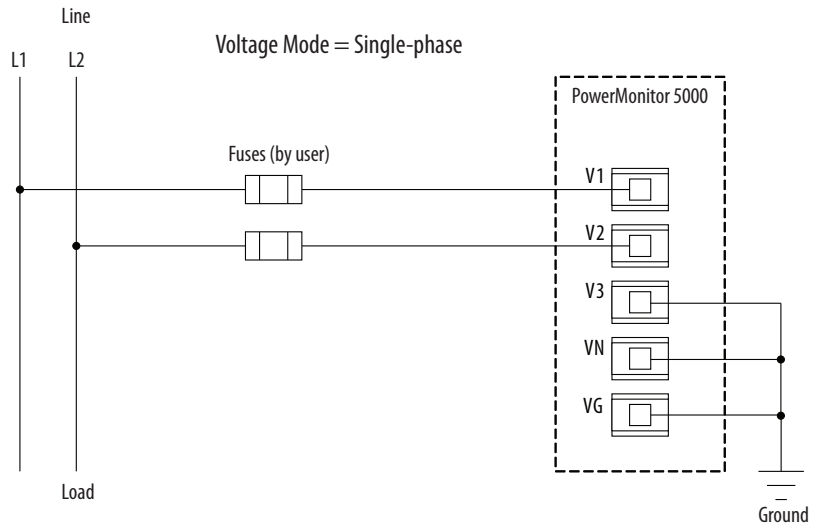 Line
Voltage Mode = Single-phase
L1
L2
PowerMonitor 5000
Fuses (by user)
V1
V2
V3
VN
VG
Load
Ground